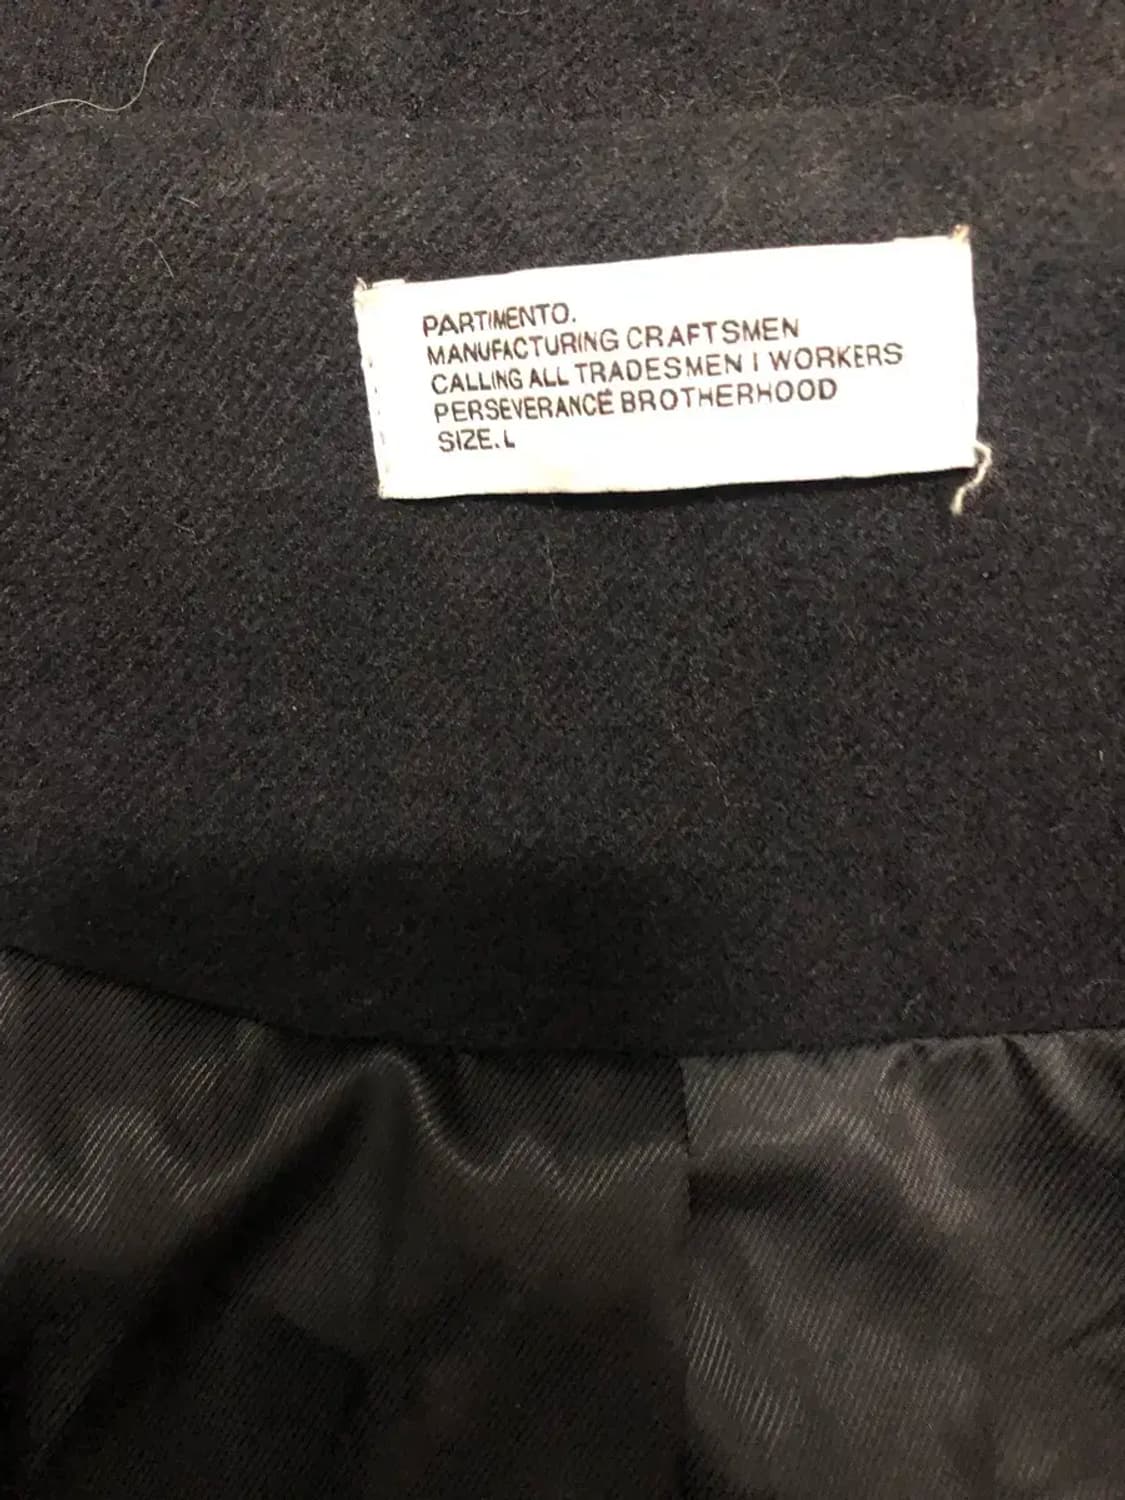 PARTIMENTO.
MANUFACTURING CRAFTSMEN
CALLING ALL TRADESMEN I WORKERS
PERSEVERANCE BROTHERHOOD
SIZE.L